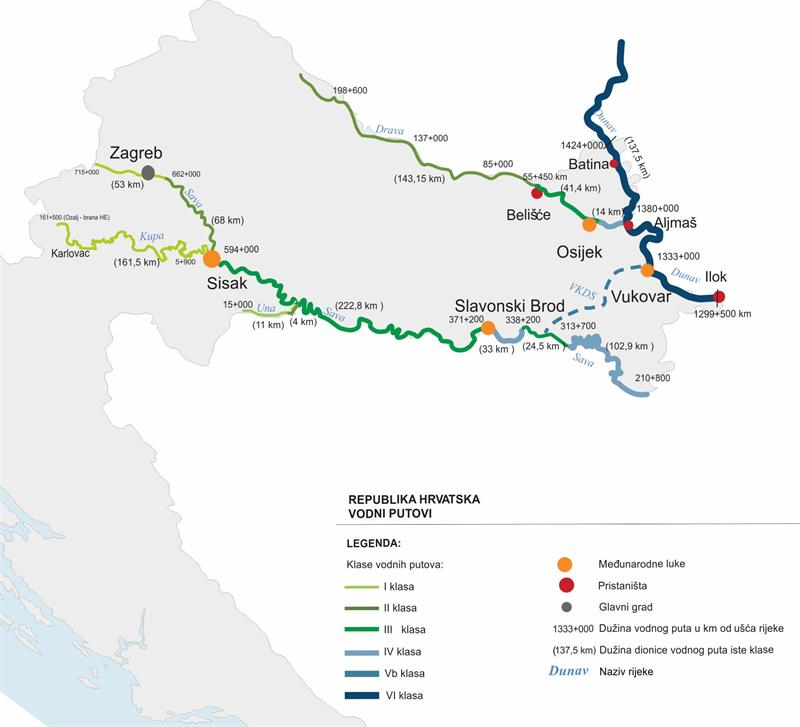 198+600
Drava
137+000
Dunav
1424+000
(137,5 km)
Batina
Zagreb
715+000
(53 km)
662+000
Sava
(68 km)
85+000
(143,15 km)
55+450 km
(41,4 km)
Belišće
(14 km)
1380+000
Aljmaš
Osijek
161+500 (Ozalj - brana HE)
Karlovac
Kupa
(161,5 km)
5+900
594+000
Sisak
1333+000
Dunav
Ilok
VKDS
Vukovar
1299+500 km
15+000
Una
(11 km)
(4 km)
(222,8 km)
Sava
Slavonski Brod
371+200
338+200
313+700
(33 km )
(24,5 km )
(102,9 km )
Sava
210+800
REPUBLIKA HRVATSKA
VODNI PUTOVI
LEGENDA:
Klase vodnih putova:
I klasa
II klasa
III klasa
IV klasa
Vb klasa
VI klasa
Međunarodne luke
Pristaništa
Glavni grad
1333+000 Dužina vodnog puta u km od ušća rijeke
(137,5 km) Dužina dionice vodnog puta iste klase
Dunav Naziv rijeke